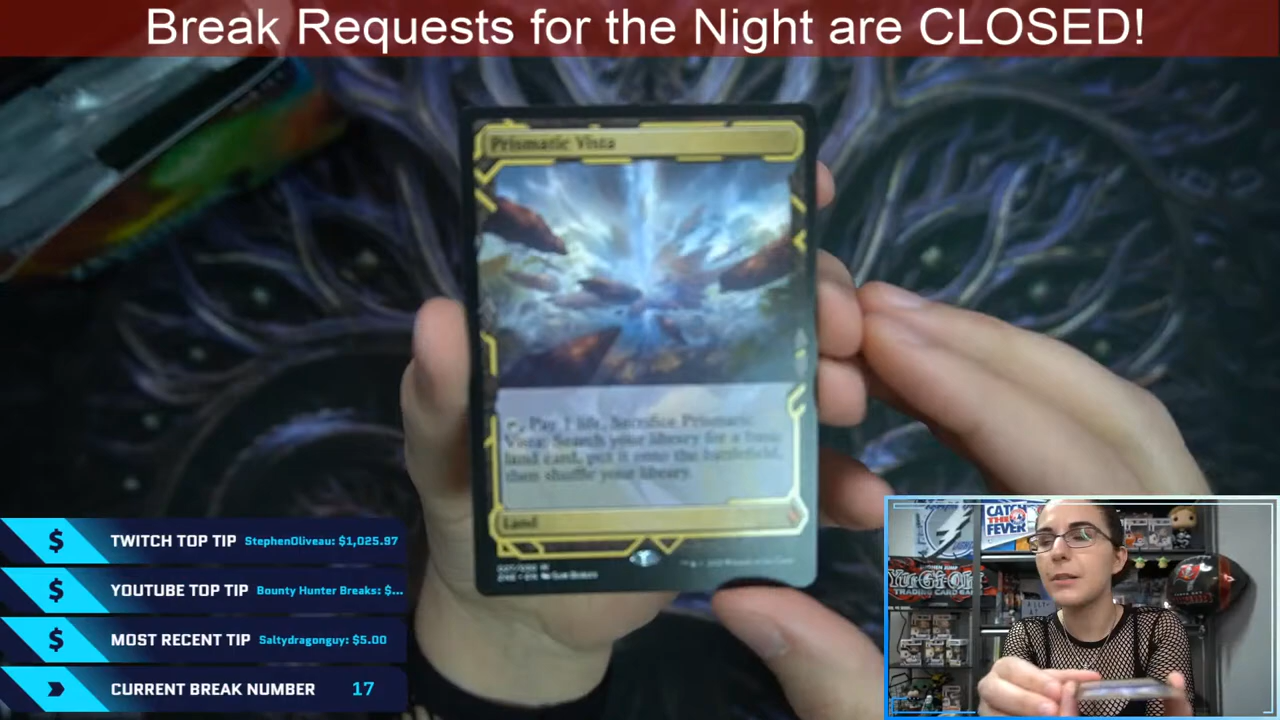 Break Requests for the Night are CLOSED!
Prismatic Vista
Pay 1 life, Sacrifice Prismatic
Vista: Search your library for a basic
land card, put it onto the battlefield,
then shuffle your library.
Land
TWITCH TOP TIP StephenOliveau: $1,025.97
YOUTUBE TOP TIP Bounty Hunter Breaks: $...
MOST RECENT TIP Saltydragonguy: $5.00
CURRENT BREAK NUMBER 17
CATCH
THE
FEVER
Yu-Gi-Oh!
TRADING CARD GAME